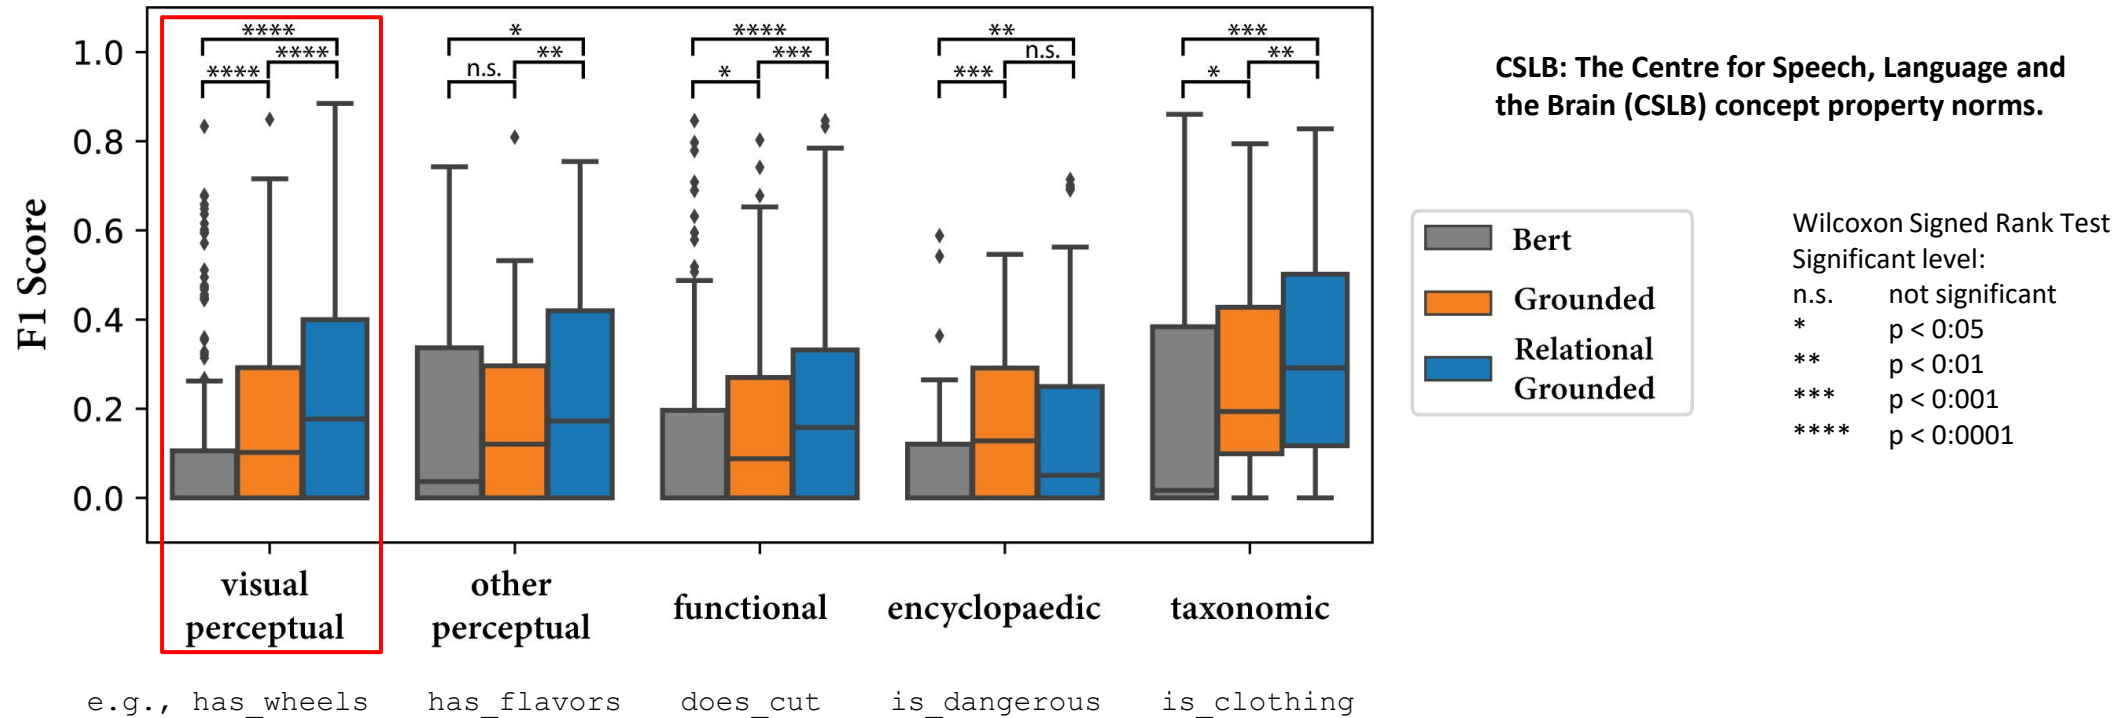 **** * **** ** ***
**** ** *** n.s. **
**** n.s. * *** *
1.0
0.8
0.6
0.4
0.2
0.0
F1 Score
visual perceptual
other perceptual
functional
encyclopaedic
taxonomic
e.g., has_wheels has_flavors does_cut is_dangerous is_clothing
CSLB: The Centre for Speech, Language and
the Brain (CSLB) concept property norms.
Bert
Grounded
Relational
Grounded
Wilcoxon Signed Rank Test
Significant level:
n.s. not significant
* p < 0:05
** p < 0:01
*** p < 0:001
**** p < 0:0001